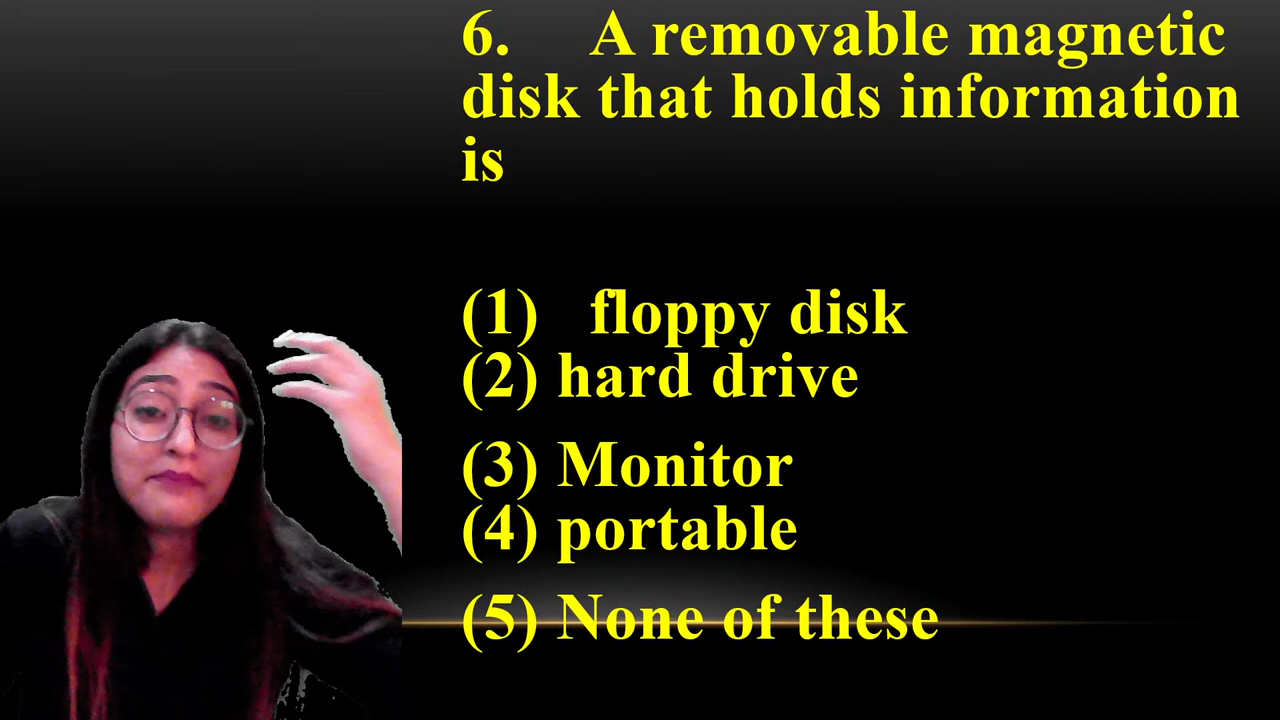 6. A removable magnetic
disk that holds information
is
(1) floppy disk
(2) hard drive
(3) Monitor
(4) portable
(5) None of these